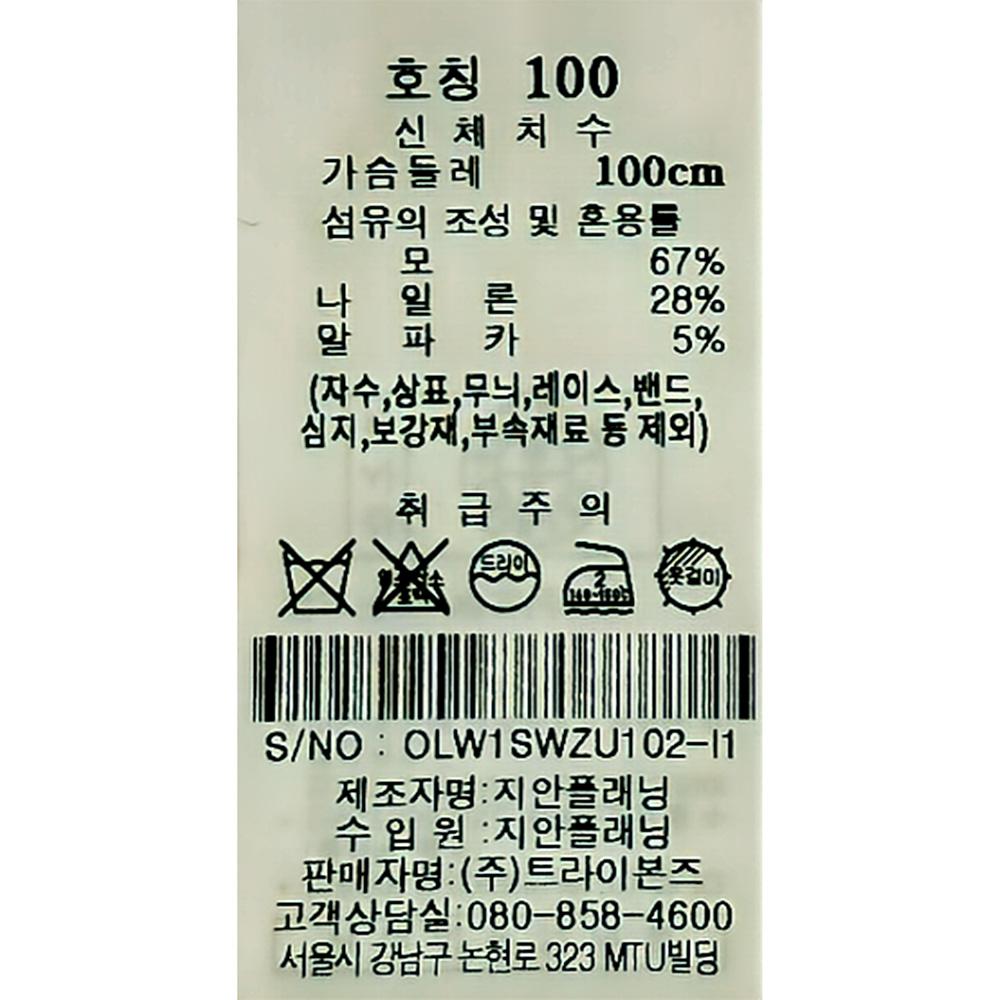 호칭 100
신체치수
가슴둘레 100cm
섬유의 조성 및 혼용률
모 67%
나일론 28%
알파카 5%
(자수,상표,무늬,레이스,밴드,
심지,보강재,부속재료 등 제외)
취급주의
드라이
2
옷걸이
S/NO : OLW1SWZU102-I1
제조자명:지안플래닝
수입원 :지안플래닝
판매자명:(주)트라이본즈
고객상담실:080-858-4600
서울시 강남구 논현로 323 MTU빌딩